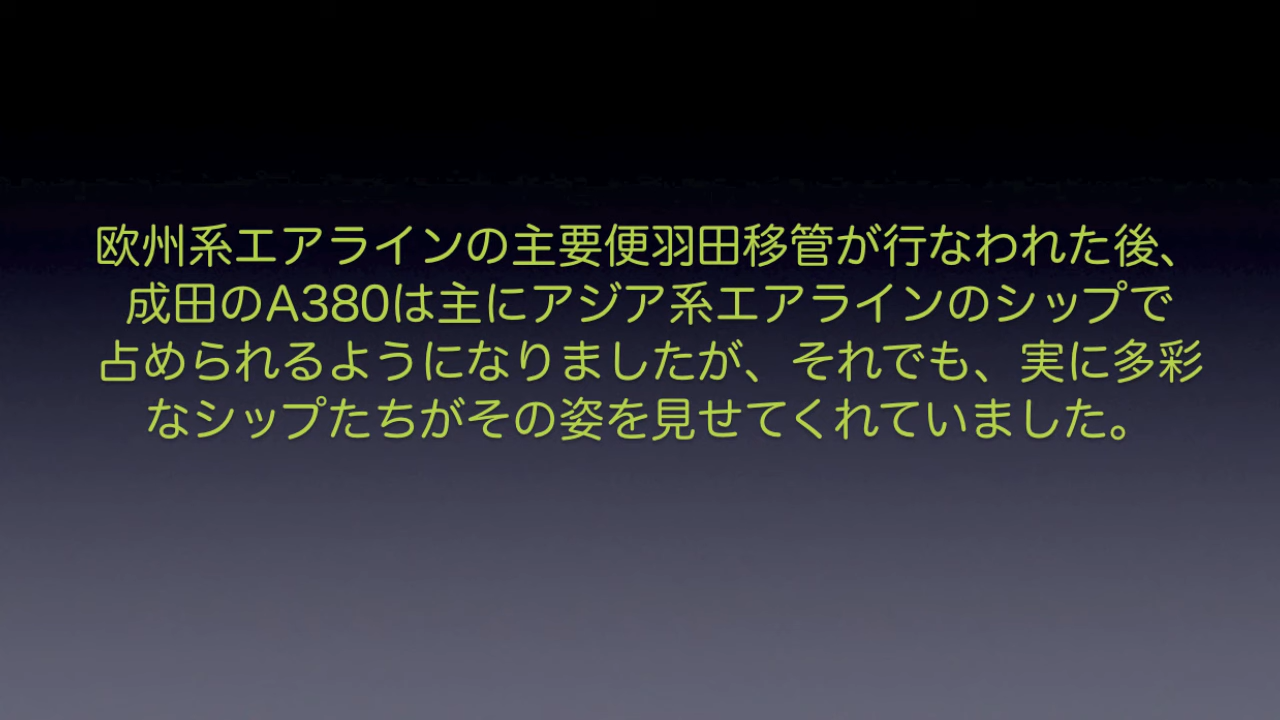 欧州系エアラインの主要便羽田移管が行なわれた後、
成田のA380は主にアジア系エアラインのシップで
占められるようになりましたが、それでも、実に多彩
なシップたちがその姿を見せてくれていました。